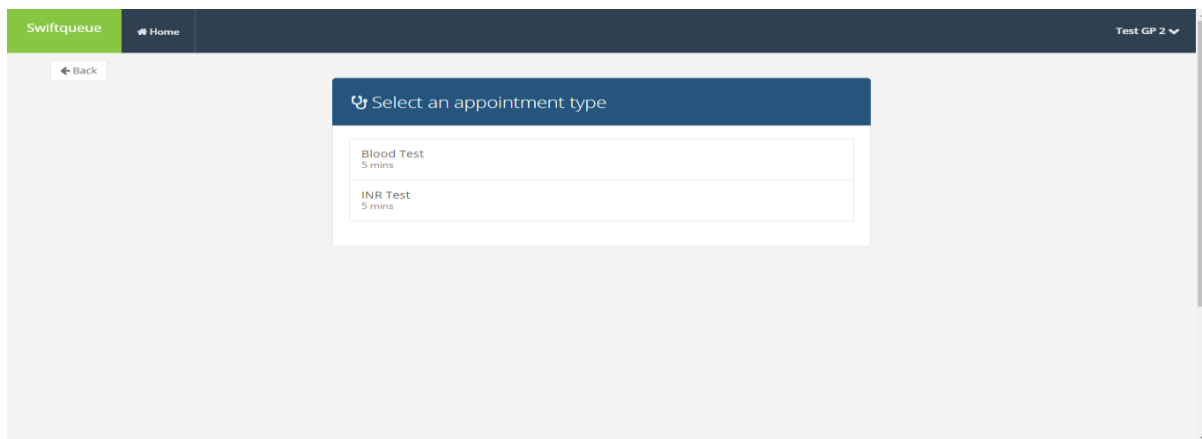 Swiftqueue
Home
Test GP 2
Back
Select an appointment type
Blood Test
5 mins
INR Test
5 mins